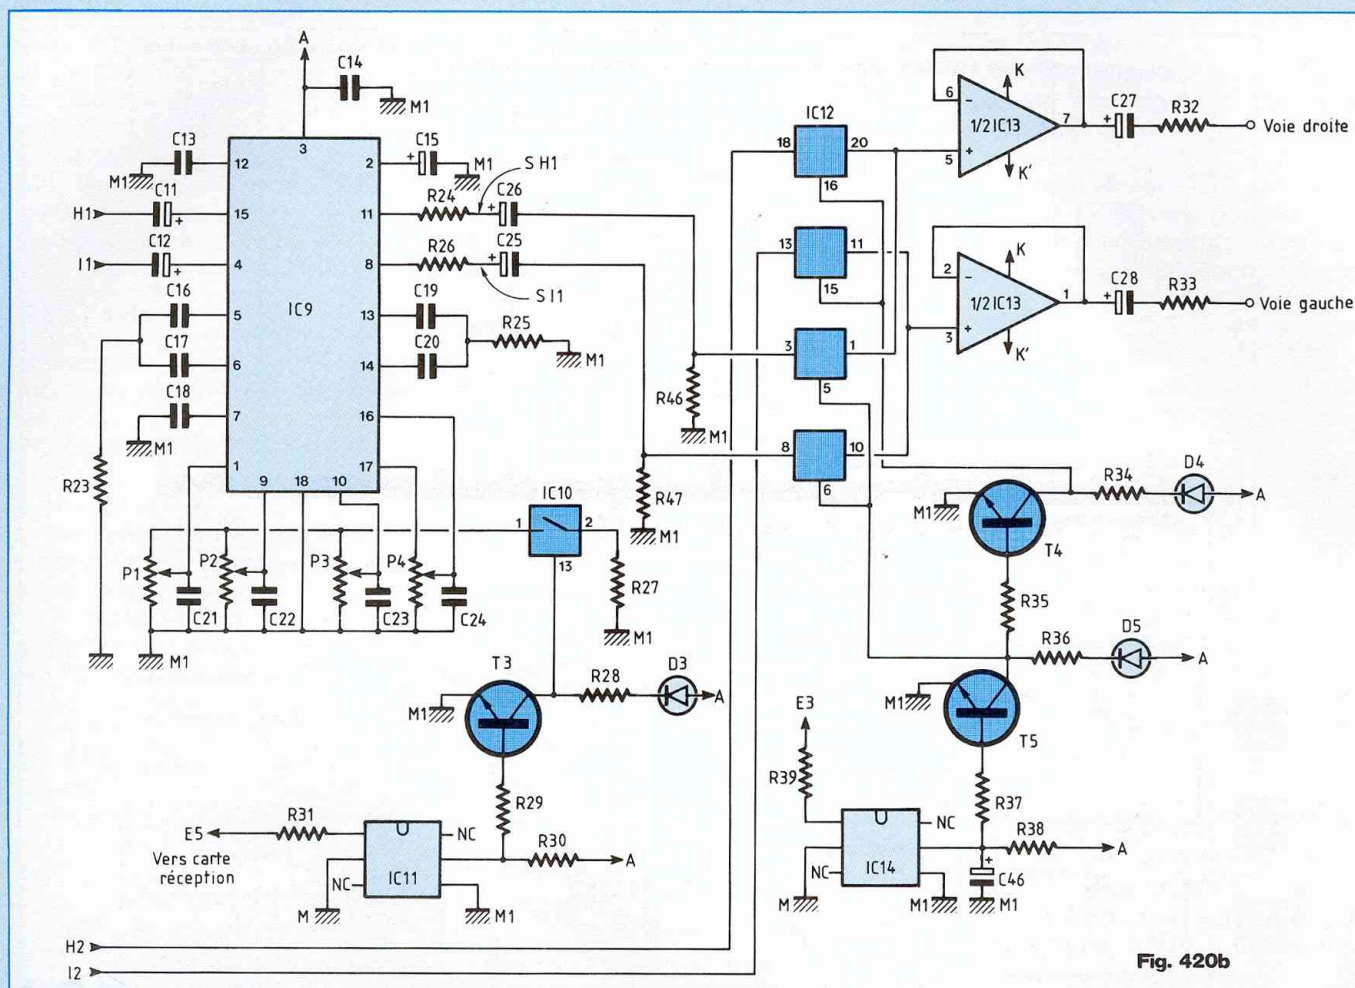 A
C14
M1
C13
M1
12
3
2
C15
M1
SH1
H1
C11
15
11
R24
C26
I1
C12
4
8
R26
C25
SI1
IC9
C16
5
13
C19
R25
M1
C17
6
14
C20
C18
7
M1
16
1
9
18
10
17
R23
P1
P2
P3
P4
C21
C22
C23
C24
M1
IC10
1
2
13
R27
M1
R46
M1
R47
M1
T3
M1
R28
D3
A
R29
R30
A
E5
R31
Vers carte
réception
NC
NC
IC11
M
M1
H2
I2
IC12
18
20
16
13
11
15
3
1
5
8
10
6
K
6
-
1/2 IC13
7
+
5
K'
C27
R32
Voie droite
K
2
-
1/2 IC13
1
+
3
K'
C28
R33
Voie gauche
R34
D4
A
M1
T4
R35
R36
D5
A
M1
T5
E3
R39
R37
R38
A
NC
NC
IC14
M
M1
C46
M1
Fig. 420b